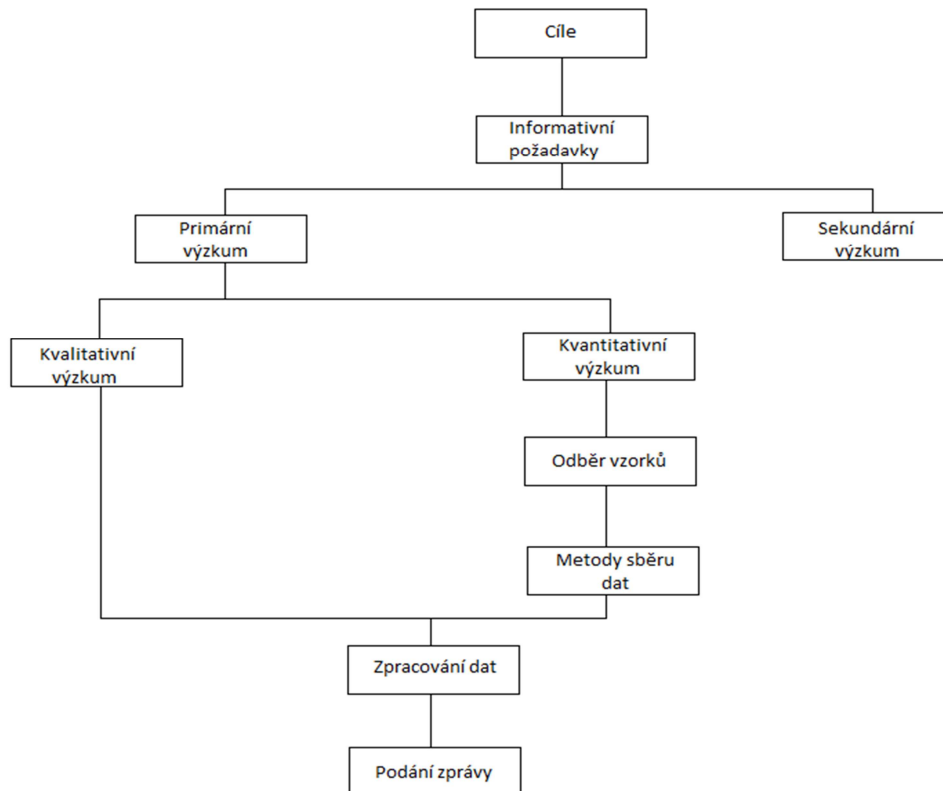 Cíle
Informativní
požadavky
Primární
výzkum
Sekundární
výzkum
Kvalitativní
výzkum
Kvantitativní
výzkum
Odběr vzorků
Metody sběru
dat
Zpracování dat
Podání zprávy